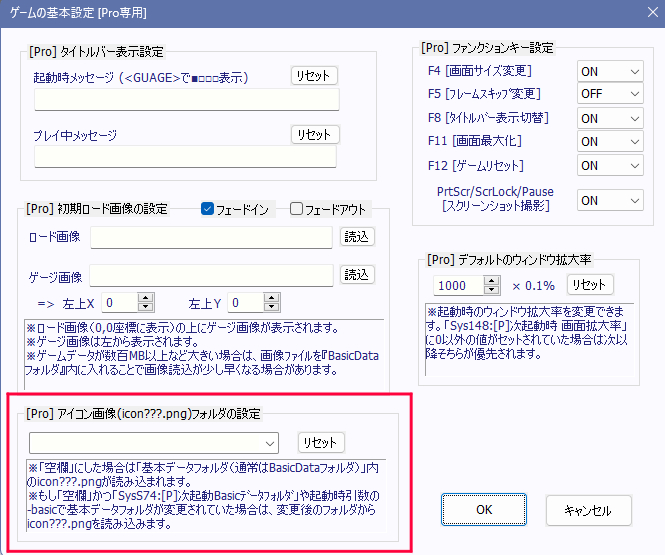 ゲームの基本設定 [Pro専用]
[Pro] タイトルバー表示設定
起動時メッセージ (<GUAGE>で■□□□表示)
リセット
プレイ中メッセージ
リセット
[Pro] 初期ロード画像の設定
フェードイン
フェードアウト
ロード画像
読込
ゲージ画像
読込
=> 左上X 0 左上Y 0
※ロード画像(0,0座標に表示)の上にゲージ画像が表示されます。
※ゲージ画像は左から表示されます。
※ゲームデータが数百MB以上など大きい場合は、画像ファイルを『BasicData
フォルダ』内に入れることで画像読込が少し早くなる場合があります。
[Pro] アイコン画像(icon???.png)フォルダの設定
リセット
※「空欄」にした場合は「基本データフォルダ(通常はBasicDataフォルダ)」内
のicon???.pngが読み込まれます。
※もし「空欄」かつ「SysS74:[P]次起動Basicデータフォルダ」や起動時引数の
-basicで基本データフォルダが変更されていた場合は、変更後のフォルダから
icon???.pngを読み込みます。
[Pro] ファンクションキー設定
F4 [画面サイズ変更] ON
F5 [フレームスキップ変更] OFF
F8 [タイトルバー表示切替] ON
F11 [画面最大化] ON
F12 [ゲームリセット] ON
PrtScr/ScrLock/Pause
[スクリーンショット撮影] ON
[Pro] デフォルトのウィンドウ拡大率
1000 × 0.1% リセット
※起動時のウィンドウ拡大率を変更できま
す。「Sys148:[P]次起動時 画面拡大率」
に0以外の値がセットされていた場合は次以
降そちらが優先されます。
OK
キャンセル